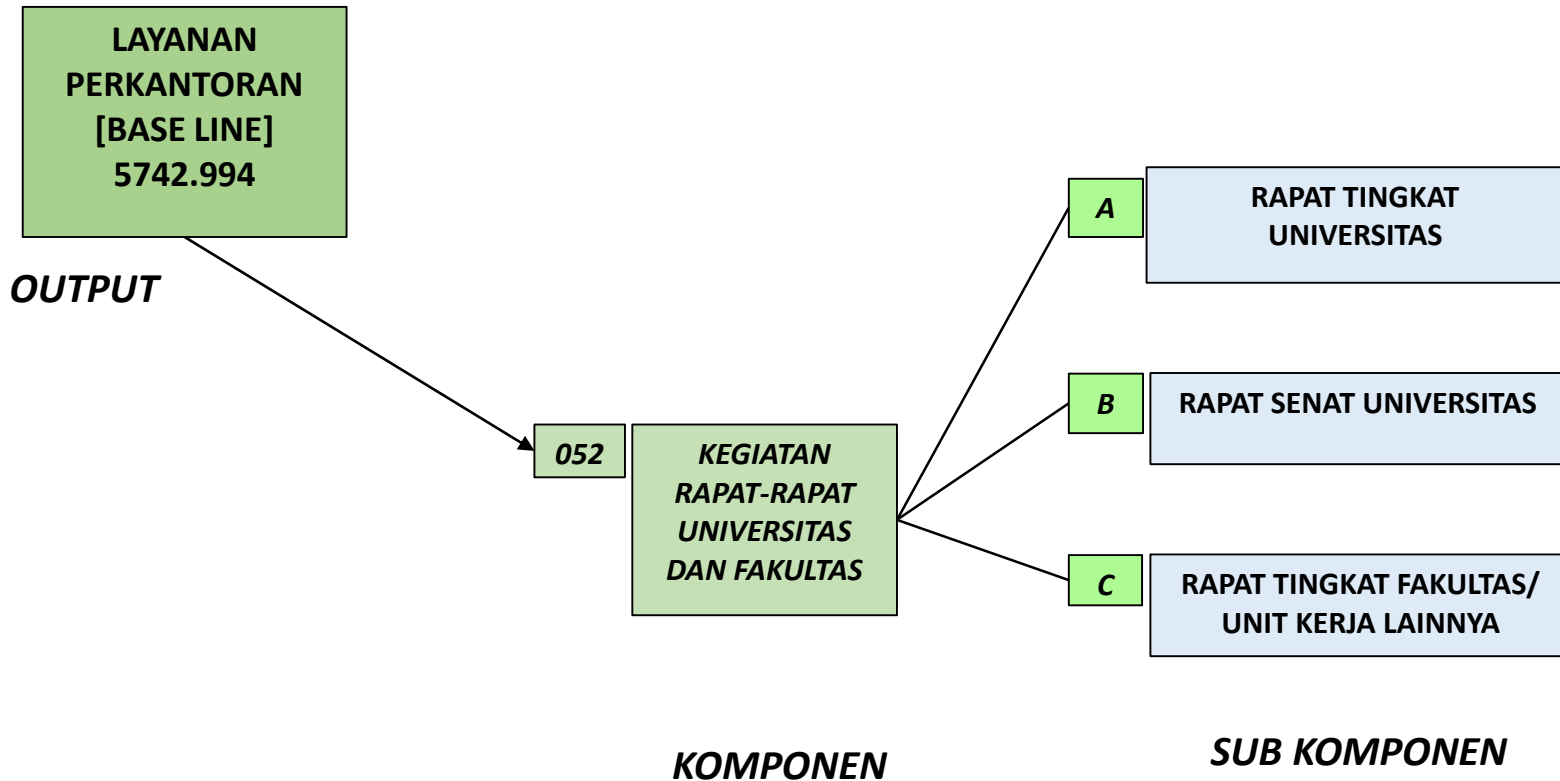 LAYANAN
PERKANTORAN
[BASE LINE]
5742.994
OUTPUT
052
KEGIATAN
RAPAT-RAPAT
UNIVERSITAS
DAN FAKULTAS
KOMPONEN
A
RAPAT TINGKAT
UNIVERSITAS
B
RAPAT SENAT UNIVERSITAS
C
RAPAT TINGKAT FAKULTAS/
UNIT KERJA LAINNYA
SUB KOMPONEN